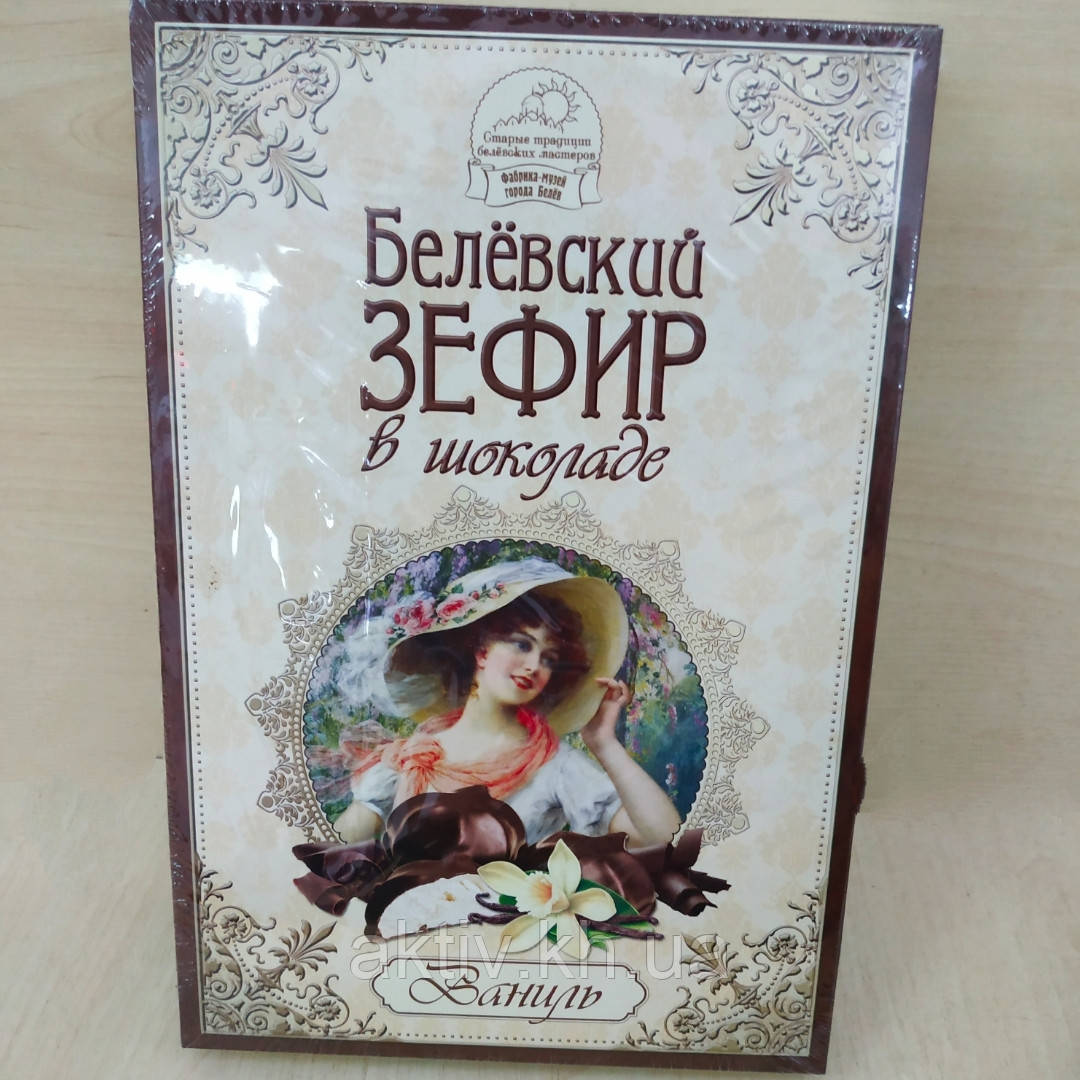 Старые традиции
белёвских мастеров
фабрика-музей
города Белёв
Белёвский
ЗЕФИР
в шоколаде
aktiv.kh.ua
Ваниль